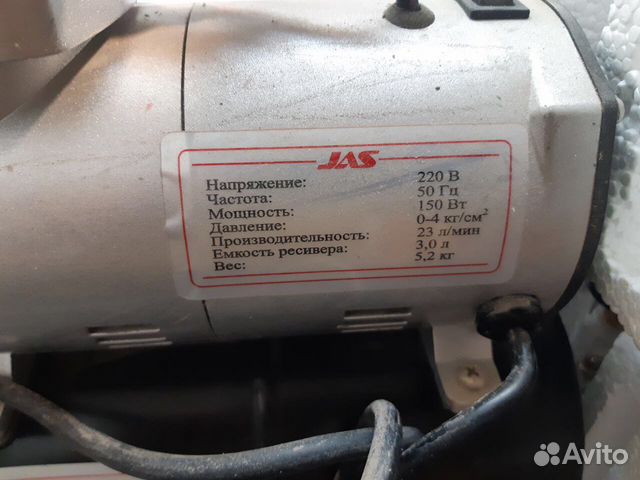 JAS
Напряжение: 220 В
Частота: 50 Гц
Мощность: 150 Вт
Давление: 0-4 кг/см²
Производительность: 23 л/мин
Емкость ресивера: 3,0 л
Вес: 5,2 кг
Avito